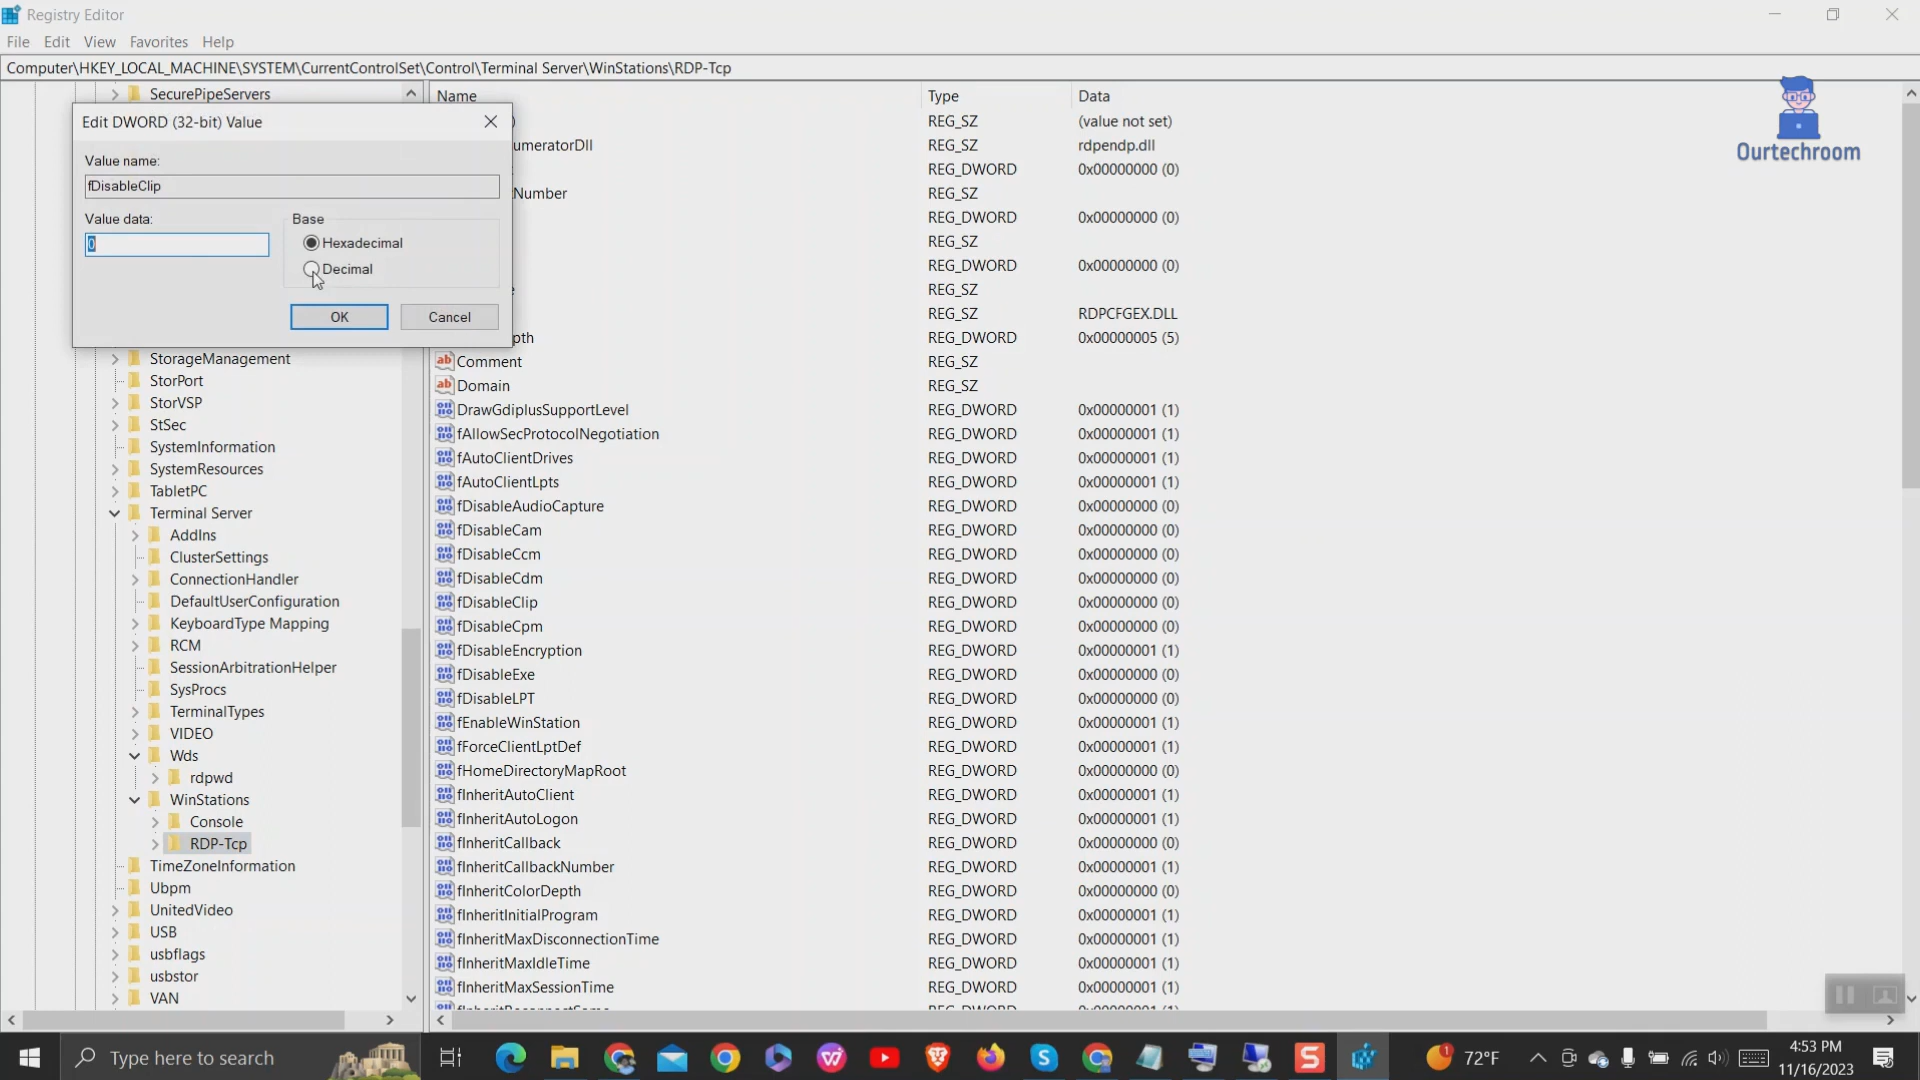 Registry Editor
File Edit View Favorites Help
Computer\HKEY_LOCAL_MACHINE\SYSTEM\CurrentControlSet\Control\Terminal Server\WinStations\RDP-Tcp
SecurePipeServers
Edit DWORD (32-bit) Value
Value name:
fDisableClip
Value data:
0
Base
Hexadecimal
Decimal
OK
Cancel
StorageManagement
StorPort
StorVSP
StSec
SystemInformation
SystemResources
TabletPC
Terminal Server
AddIns
ClusterSettings
ConnectionHandler
DefaultUserConfiguration
KeyboardType Mapping
RCM
SessionArbitrationHelper
SysProcs
TerminalTypes
VIDEO
Wds
rdpwd
WinStations
Console
RDP-Tcp
TimeZoneInformation
Ubpm
UnitedVideo
USB
usbflags
usbstor
VAN
Name Type Data
) REG_SZ (value not set)
umeratorDll REG_SZ rdpendp.dll
REG_DWORD 0x00000000 (0)
Number REG_SZ
REG_DWORD 0x00000000 (0)
REG_SZ
REG_DWORD 0x00000000 (0)
e REG_SZ
REG_SZ RDPCFGEX.DLL
pth REG_DWORD 0x00000005 (5)
Comment REG_SZ
Domain REG_SZ
DrawGdiplusSupportLevel REG_DWORD 0x00000001 (1)
fAllowSecProtocolNegotiation REG_DWORD 0x00000001 (1)
fAutoClientDrives REG_DWORD 0x00000001 (1)
fAutoClientLpts REG_DWORD 0x00000001 (1)
fDisableAudioCapture REG_DWORD 0x00000000 (0)
fDisableCam REG_DWORD 0x00000000 (0)
fDisableCcm REG_DWORD 0x00000000 (0)
fDisableCdm REG_DWORD 0x00000000 (0)
fDisableClip REG_DWORD 0x00000000 (0)
fDisableCpm REG_DWORD 0x00000000 (0)
fDisableEncryption REG_DWORD 0x00000001 (1)
fDisableExe REG_DWORD 0x00000000 (0)
fDisableLPT REG_DWORD 0x00000000 (0)
fEnableWinStation REG_DWORD 0x00000001 (1)
fForceClientLptDef REG_DWORD 0x00000001 (1)
fHomeDirectoryMapRoot REG_DWORD 0x00000000 (0)
fInheritAutoClient REG_DWORD 0x00000001 (1)
fInheritAutoLogon REG_DWORD 0x00000001 (1)
fInheritCallback REG_DWORD 0x00000000 (0)
fInheritCallbackNumber REG_DWORD 0x00000001 (1)
fInheritColorDepth REG_DWORD 0x00000000 (0)
fInheritInitialProgram REG_DWORD 0x00000001 (1)
fInheritMaxDisconnectionTime REG_DWORD 0x00000001 (1)
fInheritMaxIdleTime REG_DWORD 0x00000001 (1)
fInheritMaxSessionTime REG_DWORD 0x00000001 (1)
Ourtechroom
Type here to search
72°F
4:53 PM
11/16/2023